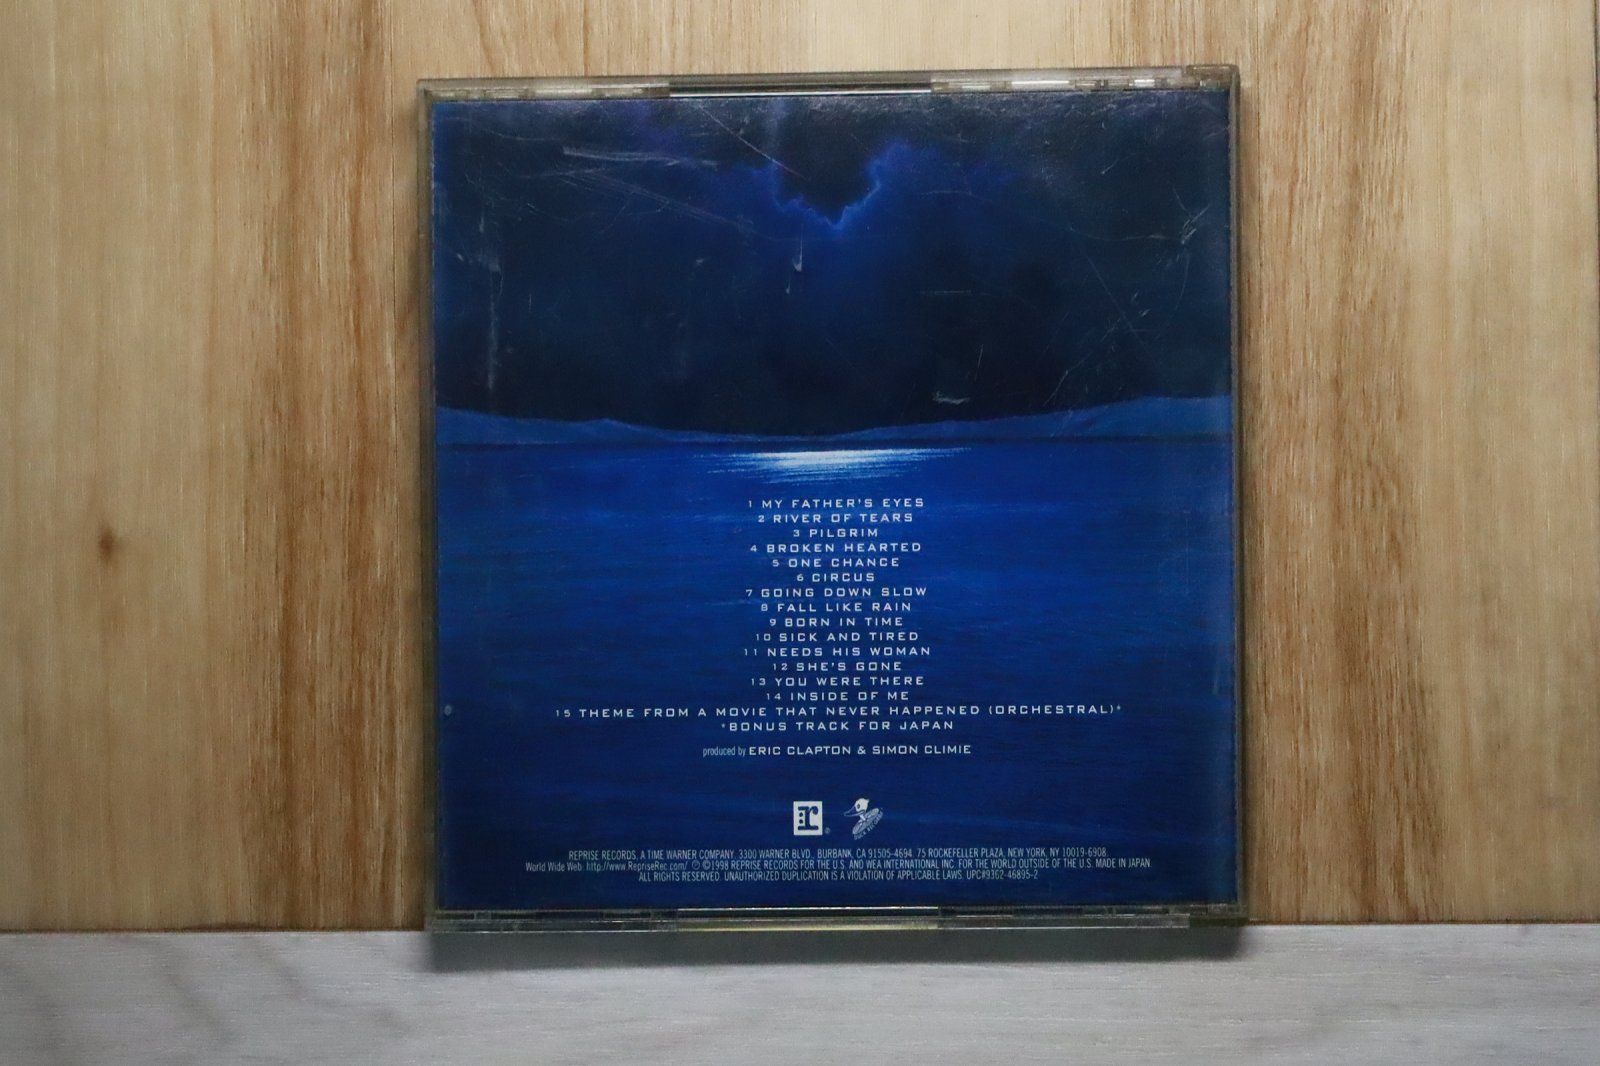 1 MY FATHER'S EYES
2 RIVER OF TEARS
3 PILGRIM
4 BROKEN HEARTED
5 ONE CHANCE
6 CIRCUS
7 GOING DOWN SLOW
8 FALL LIKE RAIN
9 BORN IN TIME
10 SICK AND TIRED
11 NEEDS HIS WOMAN
12 SHE'S GONE
13 YOU WERE THERE
14 INSIDE OF ME
15 THEME FROM A MOVIE THAT NEVER HAPPENED (ORCHESTRAL)*
*BONUS TRACK FOR JAPAN
produced by ERIC CLAPTON & SIMON CLIMIE
r®
DUCK RECORDS
REPRISE RECORDS, A TIME WARNER COMPANY. 3300 WARNER BLVD., BURBANK, CA 91505-4694. 75 ROCKEFELLER PLAZA, NEW YORK, NY. 10019-6908.
World Wide Web: http://www.RepriseRec.com/ ℗ ©1998 REPRISE RECORDS FOR THE U.S. AND WEA INTERNATIONAL INC. FOR THE WORLD OUTSIDE OF THE U.S. MADE IN JAPAN.
ALL RIGHTS RESERVED. UNAUTHORIZED DUPLICATION IS A VIOLATION OF APPLICABLE LAWS. UPC#9362-46895-2